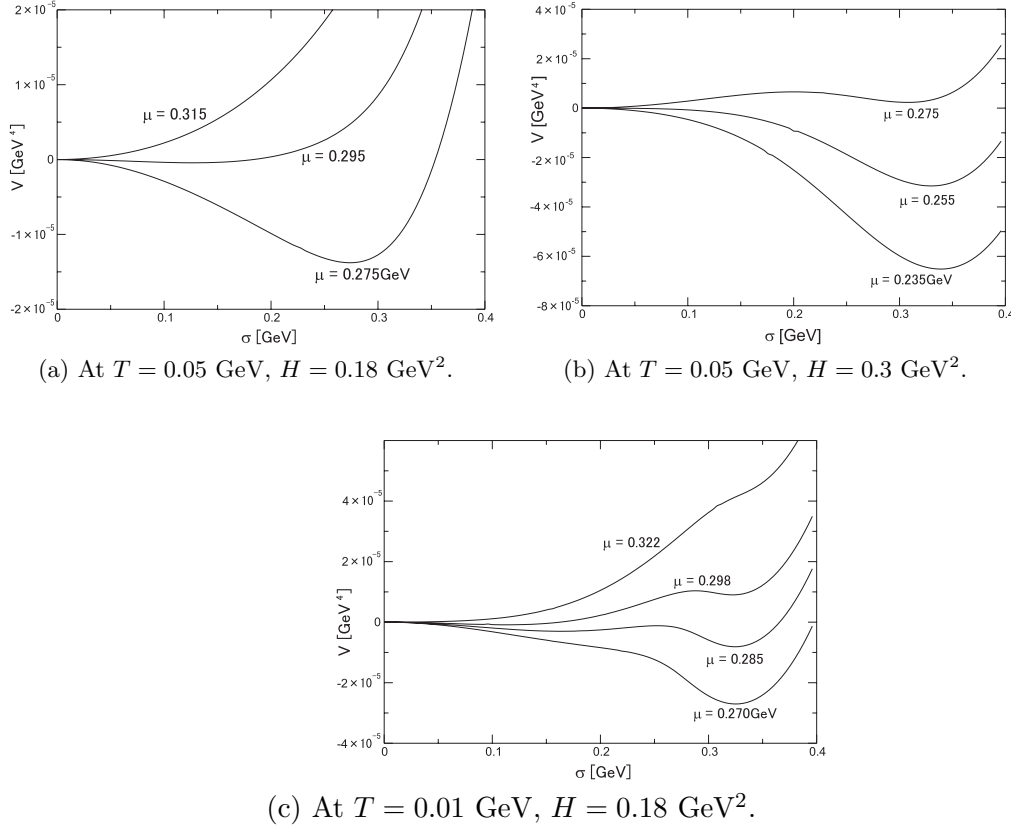 2×10⁻⁵
1×10⁻⁵
0
-1×10⁻⁵
-2×10⁻⁵
V [GeV⁴]
μ = 0.315
μ = 0.295
μ = 0.275GeV
0 0.1 0.2 0.3 0.4
σ [GeV]
(a) At T = 0.05 GeV, H = 0.18 GeV².
4×10⁻⁵
2×10⁻⁵
0
-2×10⁻⁵
-4×10⁻⁵
-6×10⁻⁵
-8×10⁻⁵
V [GeV⁴]
μ = 0.275
μ = 0.255
μ = 0.235GeV
0 0.1 0.2 0.3 0.4
σ [GeV]
(b) At T = 0.05 GeV, H = 0.3 GeV².
4×10⁻⁵
2×10⁻⁵
0
-2×10⁻⁵
-4×10⁻⁵
V [GeV⁴]
μ = 0.322
μ = 0.298
μ = 0.285
μ = 0.270GeV
0 0.1 0.2 0.3 0.4
σ [GeV]
(c) At T = 0.01 GeV, H = 0.18 GeV².